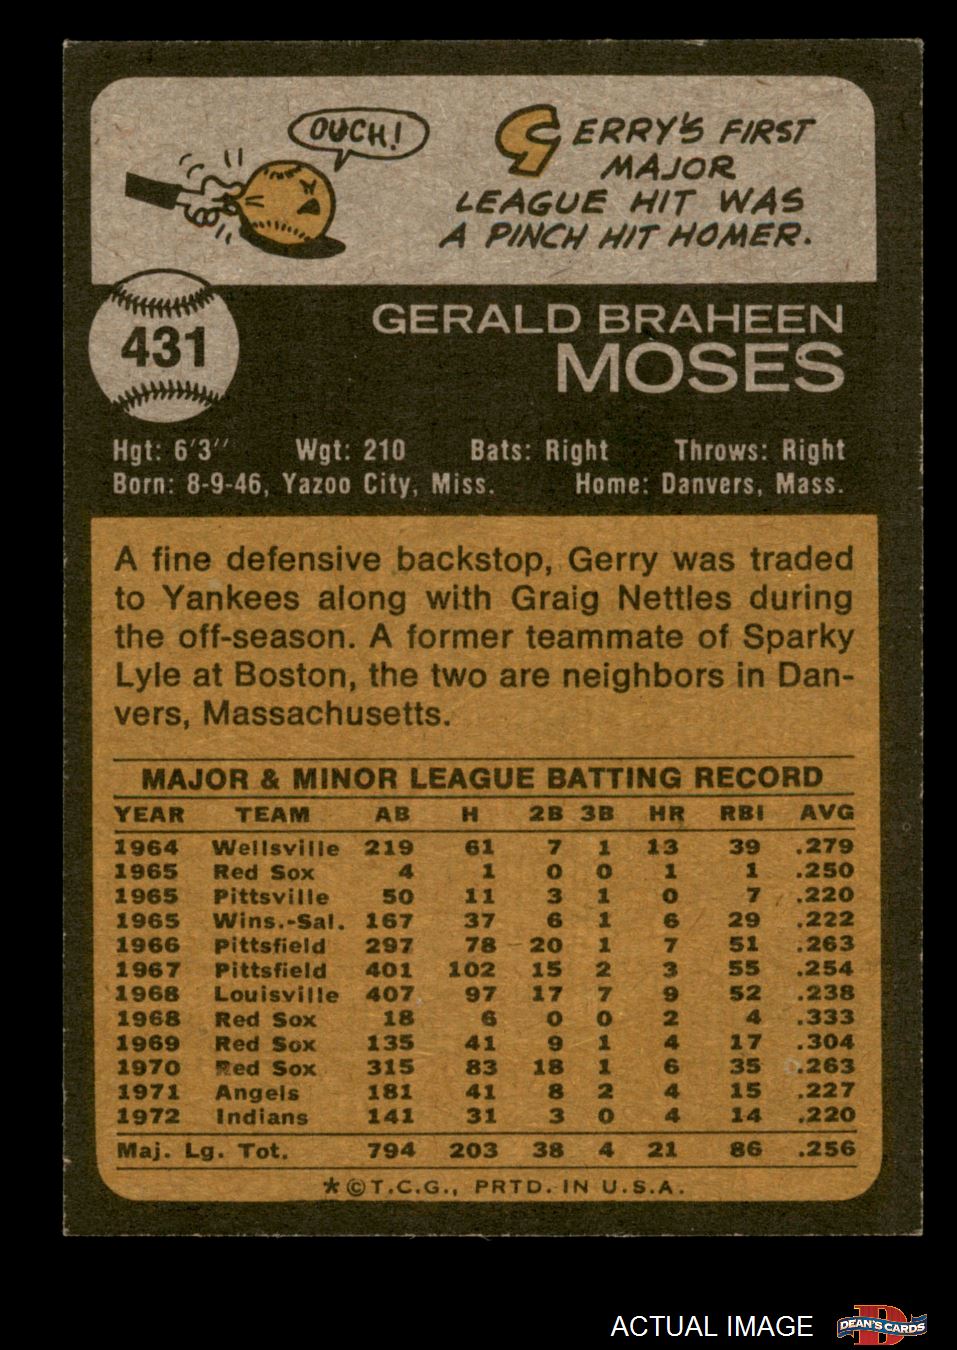 OUCH!
GERRY'S FIRST
MAJOR
LEAGUE HIT WAS
A PINCH HIT HOMER.
431
GERALD BRAHEEN
MOSES
Hgt: 6'3" Wgt: 210 Bats: Right Throws: Right
Born: 8-9-46, Yazoo City, Miss. Home: Danvers, Mass.
A fine defensive backstop, Gerry was traded
to Yankees along with Graig Nettles during
the off-season. A former teammate of Sparky
Lyle at Boston, the two are neighbors in Dan-
vers, Massachusetts.
MAJOR & MINOR LEAGUE BATTING RECORD
YEAR TEAM AB H 2B 3B HR RBI AVG
1964 Wellsville 219 61 7 1 13 39 .279
1965 Red Sox 4 1 0 0 1 1 .250
1965 Pittsville 50 11 3 1 0 7 .220
1965 Wins.-Sal. 167 37 6 1 6 29 .222
1966 Pittsfield 297 78 20 1 7 51 .263
1967 Pittsfield 401 102 15 2 3 55 .254
1968 Louisville 407 97 17 7 9 52 .238
1968 Red Sox 18 6 0 0 2 4 .333
1969 Red Sox 135 41 9 1 4 17 .304
1970 Red Sox 315 83 18 1 6 35 .263
1971 Angels 181 41 8 2 4 15 .227
1972 Indians 141 31 3 0 4 14 .220
Maj. Lg. Tot. 794 203 38 4 21 86 .256
*©T.C.G., PRTD. IN U.S.A.
ACTUAL IMAGE
D
DEAN'S CARDS